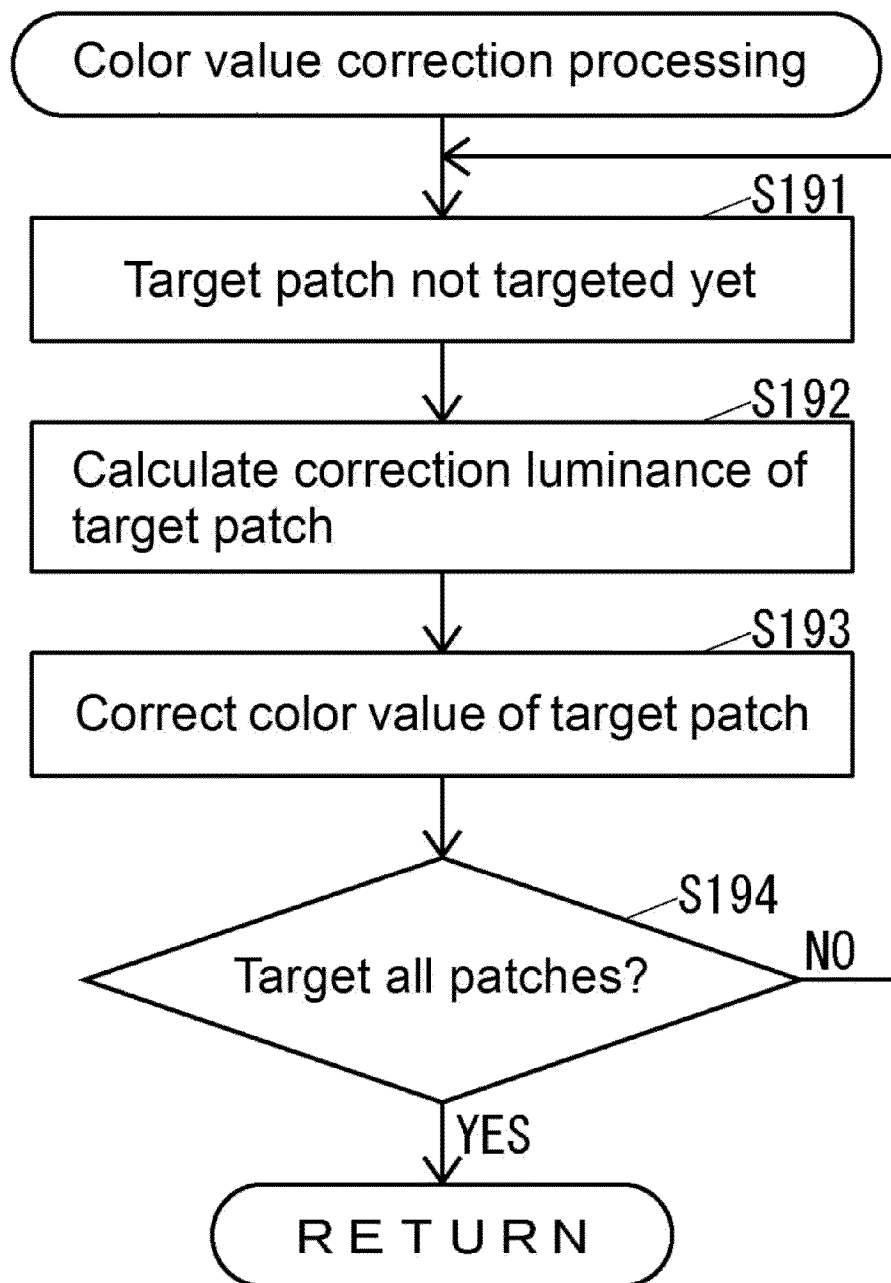 Color value correction processing
S191
Target patch not targeted yet
S192
Calculate correction luminance of
target patch
S193
Correct color value of target patch
S194
Target all patches?
NO
YES
RETURN